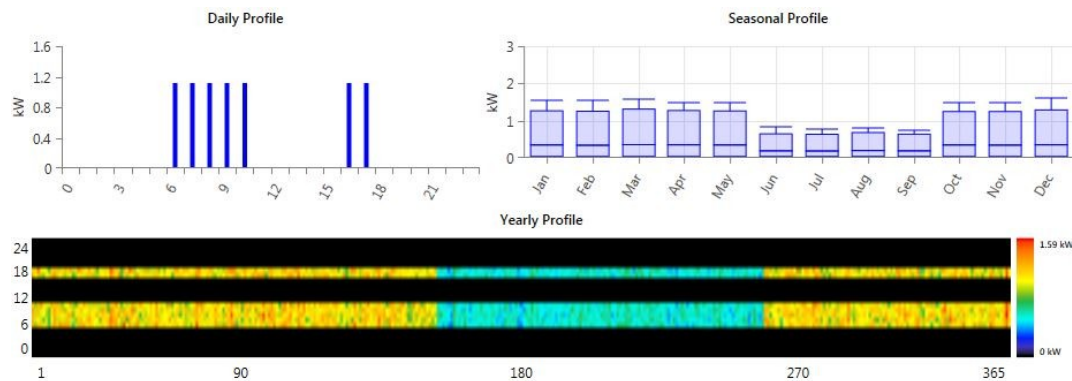 Daily Profile
1.6
1.2
0.8
0.4
0
kW
0 3 6 9 12 15 18 21
Seasonal Profile
3
2
1
0
kW
Jan Feb Mar Apr May Jun Jul Aug Sep Oct Nov Dec
Yearly Profile
24
18
12
6
0
1 90 180 270 365
1.59 kW
0 kW